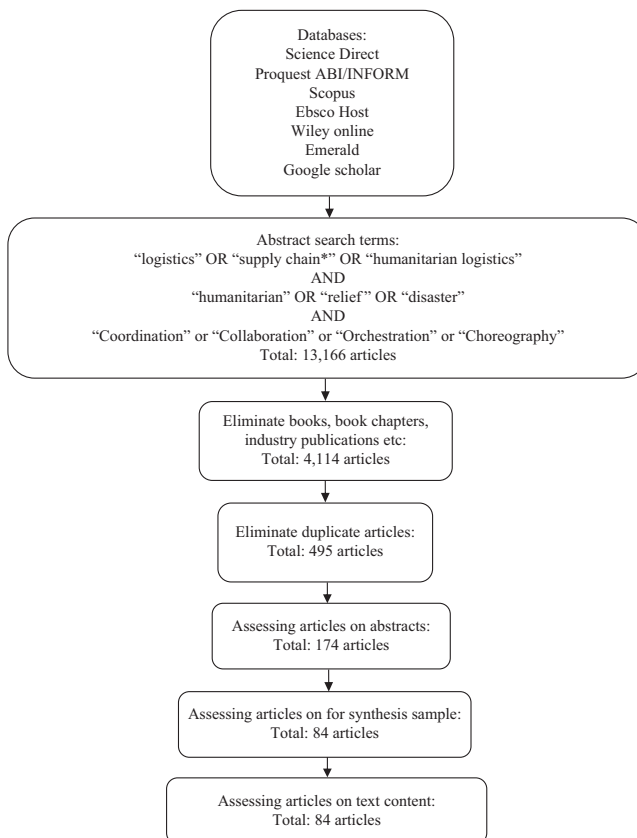 Databases:
Science Direct
Proquest ABI/INFORM
Scopus
Ebsco Host
Wiley online
Emerald
Google scholar
Abstract search terms:
“logistics” OR “supply chain*” OR “humanitarian logistics”
AND
“humanitarian” OR “relief” OR “disaster”
AND
“Coordination” or “Collaboration” or “Orchestration” or “Choreography”
Total: 13,166 articles
Eliminate books, book chapters,
industry publications etc:
Total: 4,114 articles
Eliminate duplicate articles:
Total: 495 articles
Assessing articles on abstracts:
Total: 174 articles
Assessing articles on for synthesis sample:
Total: 84 articles
Assessing articles on text content:
Total: 84 articles